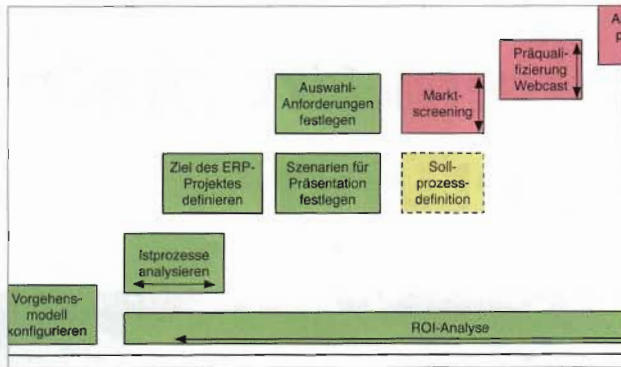 Präquali-
fizierung
Webcast
Auswahl-
Anforderungen
festlegen
Markt-
screening
Ziel des ERP-
Projektes
definieren
Szenarien für
Präsentation
festlegen
Soll-
prozess-
definition
Istprozesse
analysieren
Vorgehens-
modell
konfigurieren
ROI-Analyse